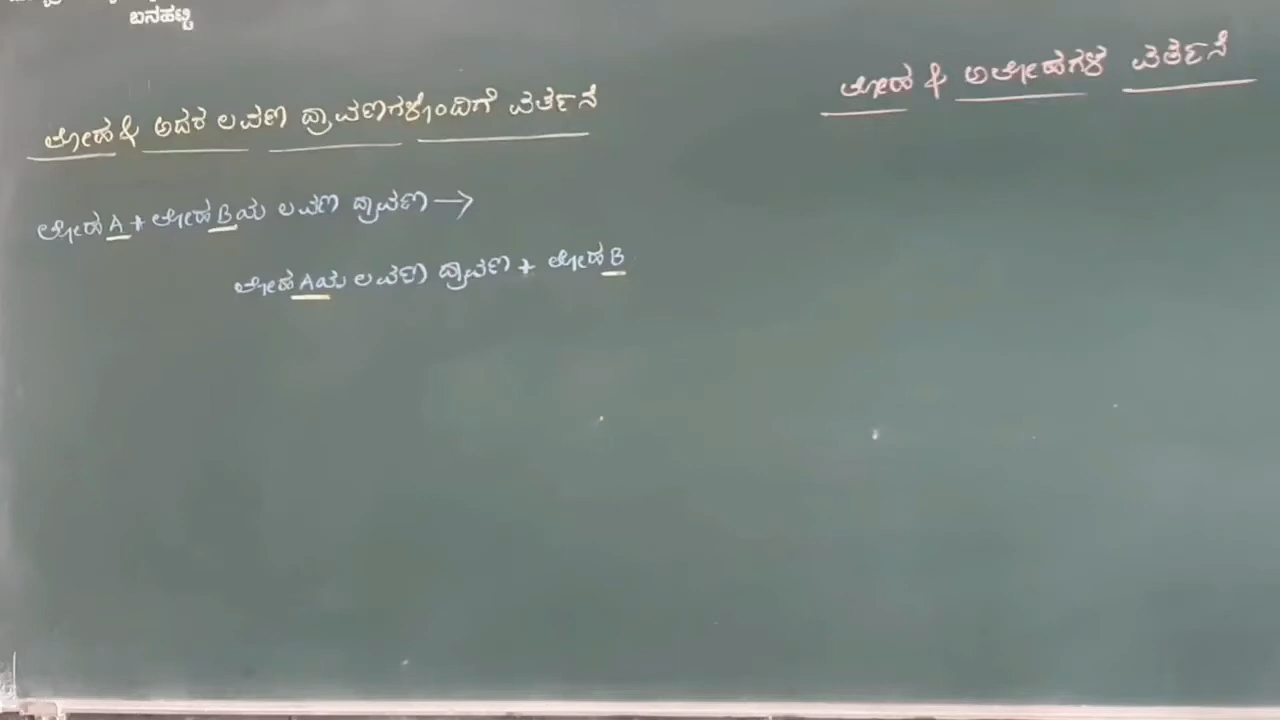 ಬನಹಟ್ಟಿ
ಲೋಹ & ಅದರ ಲವಣ ದ್ರಾವಣಗಳೊಂದಿಗೆ ವರ್ತನೆ
ಲೋಹ A + ಲೋಹ Bಯ ಲವಣ ದ್ರಾವಣ →
ಲೋಹ Aಯ ಲವಣ ದ್ರಾವಣ + ಲೋಹ B
ಲೋಹ & ಅಲೋಹಗಳ ವರ್ತನೆ